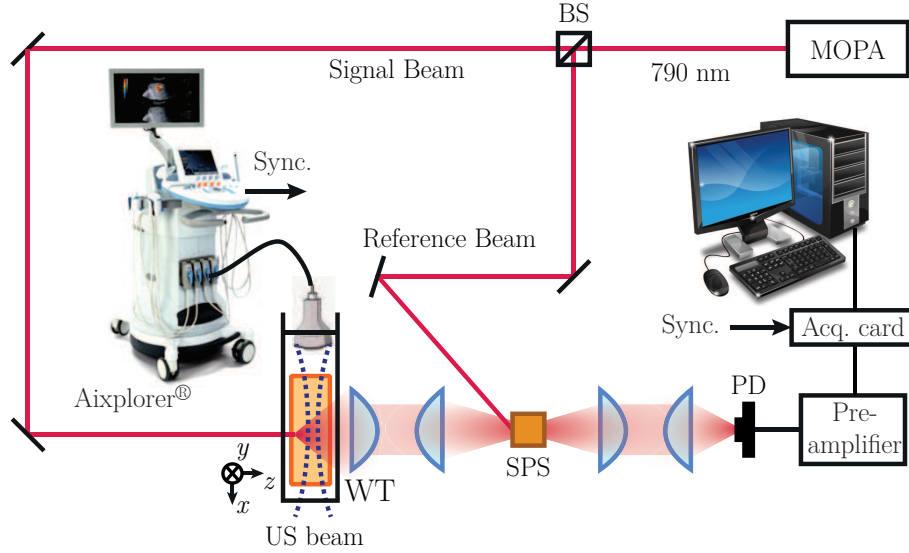 BS
MOPA
Signal Beam
790 nm
Sync.
Reference Beam
Sync.
Acq. card
Aixplorer®
PD
Pre-
amplifier
SPS
y
z
x
WT
US beam